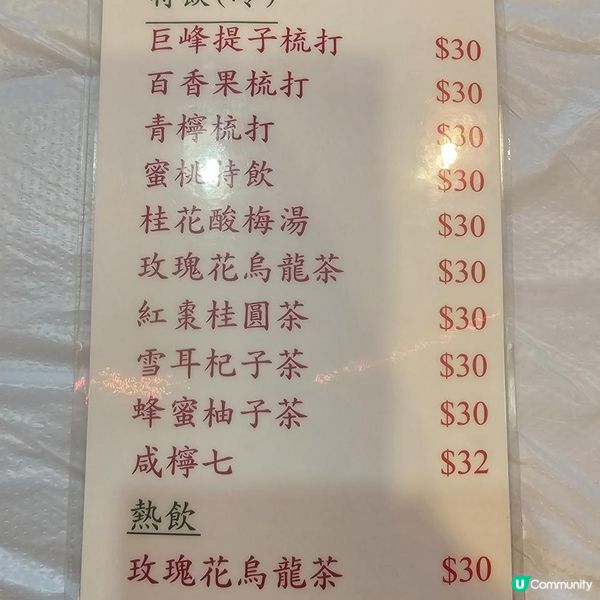 特飲(冷)
巨峰提子梳打 $30
百香果梳打 $30
青檸梳打 $30
蜜桃特飲 $30
桂花酸梅湯 $30
玫瑰花烏龍茶 $30
紅棗桂圓茶 $30
雪耳杞子茶 $30
蜂蜜柚子茶 $30
咸檸七 $32
熱飲
玫瑰花烏龍茶 $30
U Community